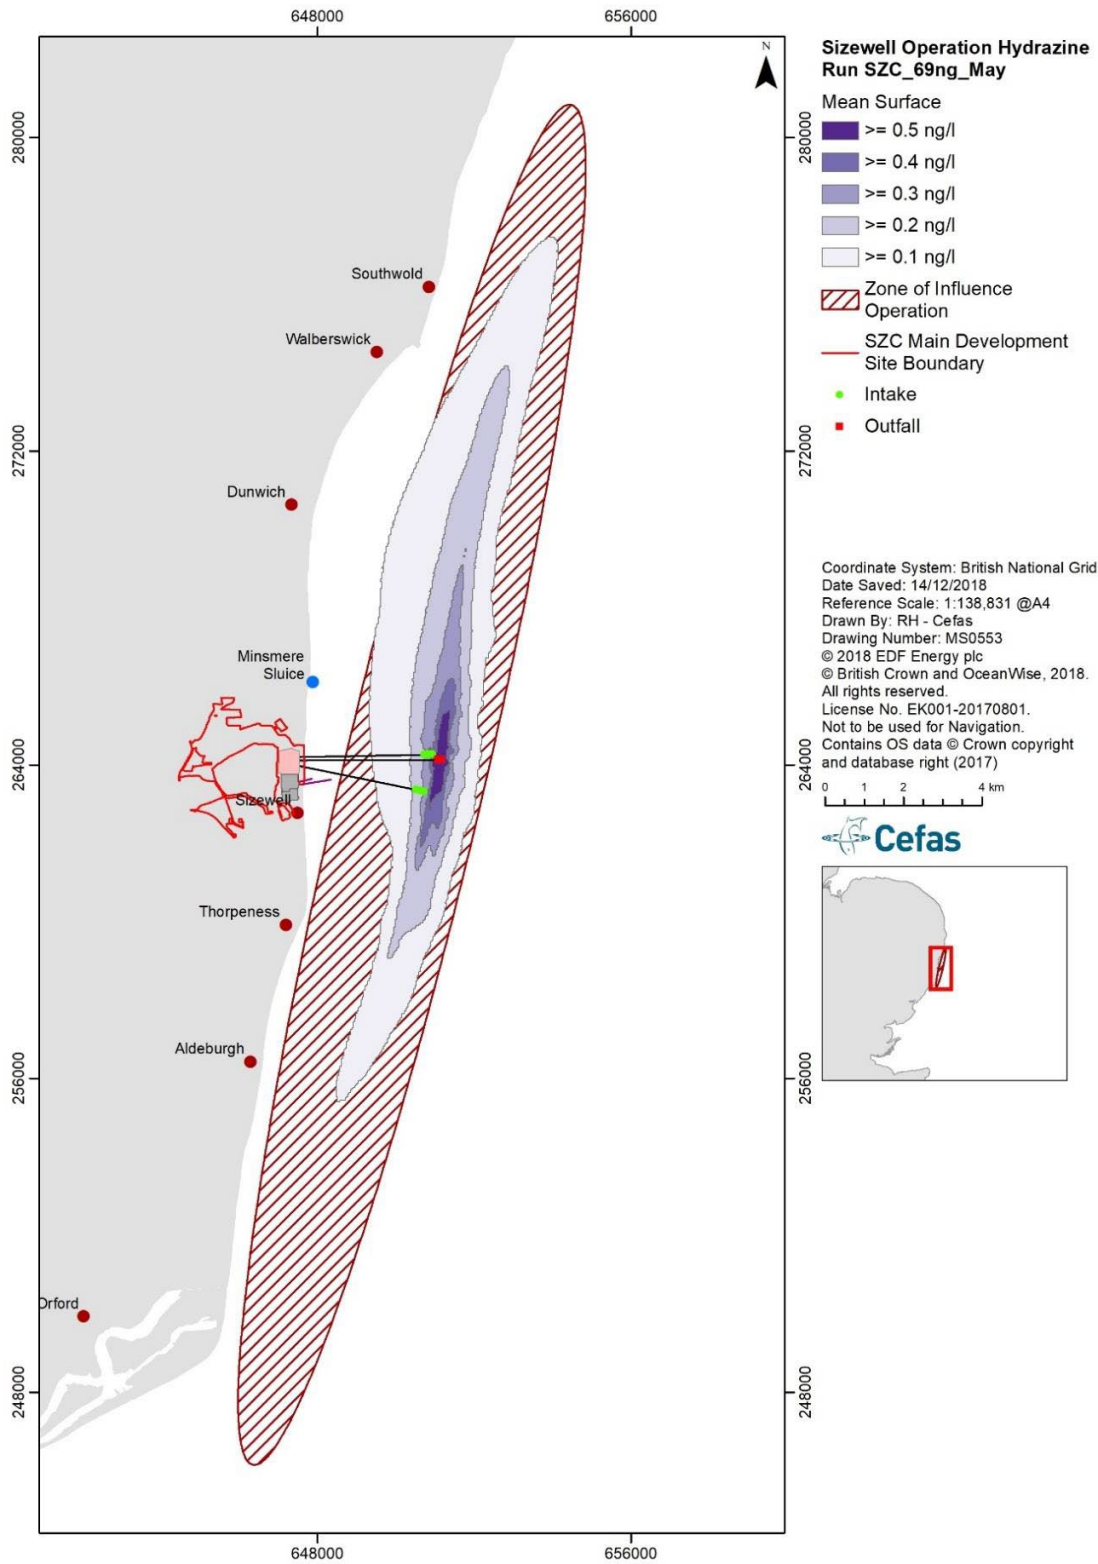 648000
656000
N
280000
280000
Sizewell Operation Hydrazine
Run SZC_69ng_May
Mean Surface
>= 0.5 ng/l
>= 0.4 ng/l
>= 0.3 ng/l
>= 0.2 ng/l
>= 0.1 ng/l
Zone of Influence
Operation
SZC Main Development
Site Boundary
Intake
Outfall
Southwold
Walberswick
272000
272000
Dunwich
Coordinate System: British National Grid
Date Saved: 14/12/2018
Reference Scale: 1:138,831 @A4
Drawn By: RH - Cefas
Drawing Number: MS0553
© 2018 EDF Energy plc
© British Crown and OceanWise, 2018.
All rights reserved.
License No. EK001-20170801.
Not to be used for Navigation.
Contains OS data © Crown copyright
and database right (2017)
Minsmere
Sluice
264000
264000
0 1 2 4 km
Sizewell
Cefas
Thorpeness
Aldeburgh
256000
256000
Orford
248000
248000
648000
656000